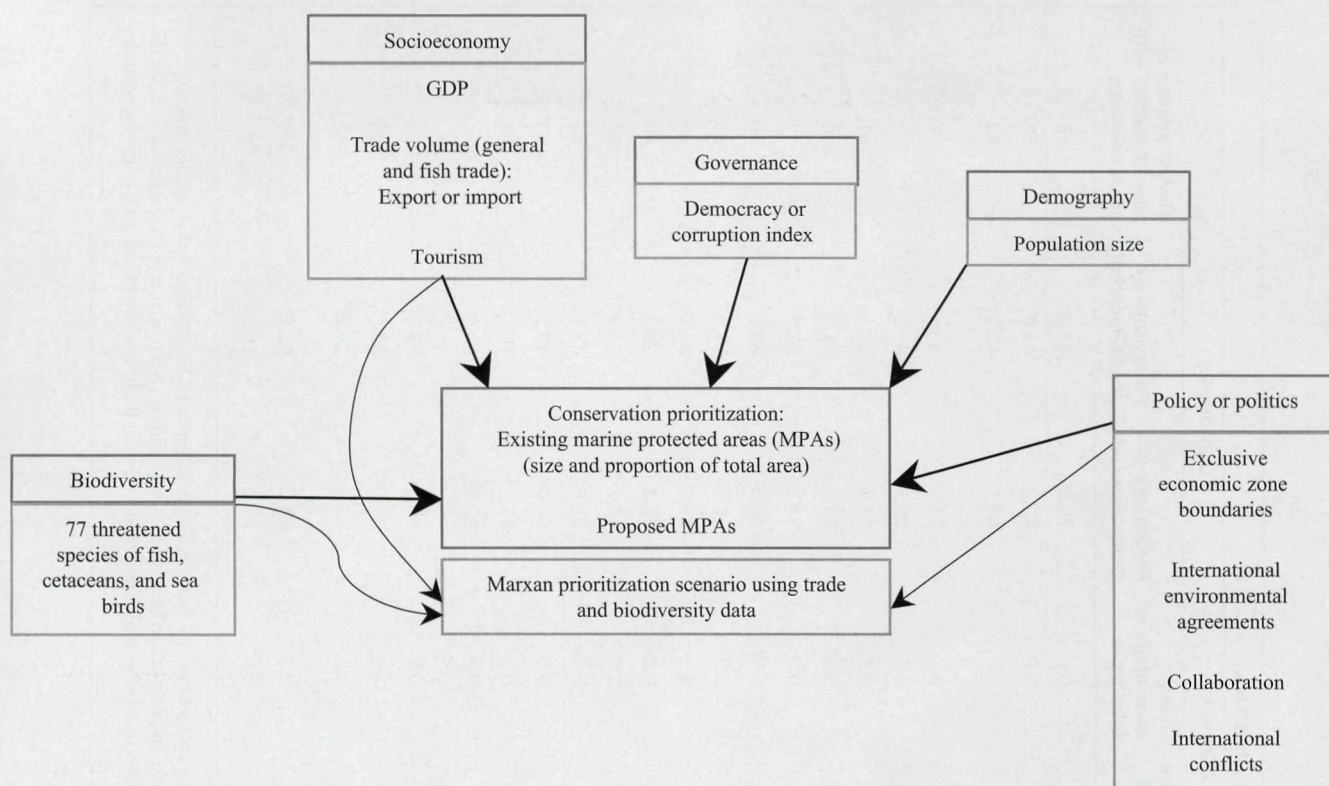 Socioeconomy
GDP
Trade volume (general
and fish trade):
Export or import
Tourism
Governance
Democracy or
corruption index
Demography
Population size
Conservation prioritization:
Existing marine protected areas (MPAs)
(size and proportion of total area)
Proposed MPAs
Marxan prioritization scenario using trade
and biodiversity data
Biodiversity
77 threatened
species of fish,
cetaceans, and sea
birds
Policy or politics
Exclusive
economic zone
boundaries
International
environmental
agreements
Collaboration
International
conflicts